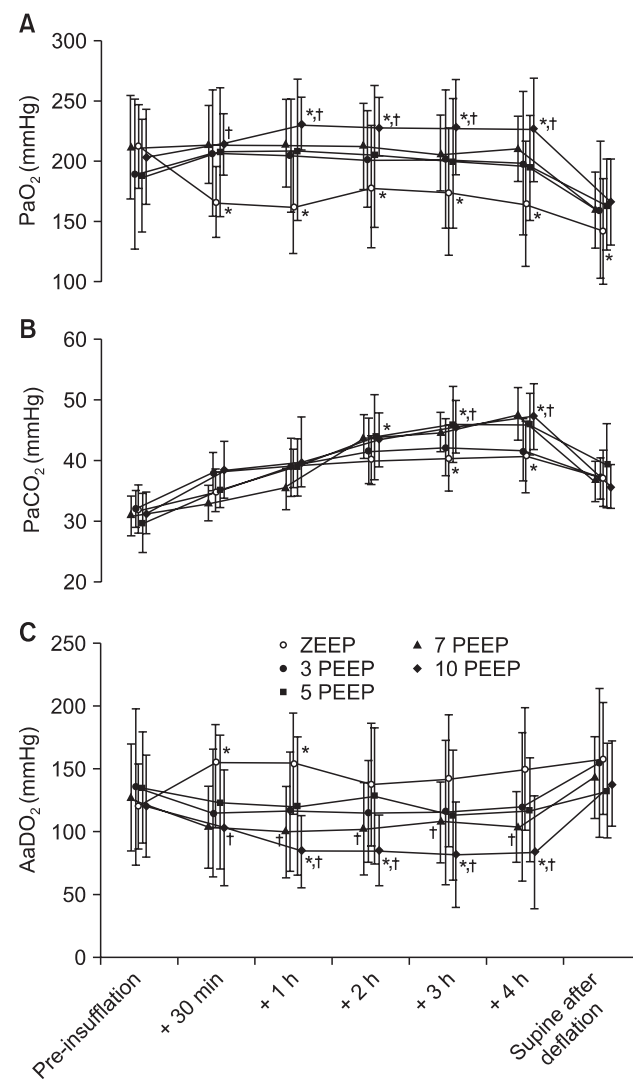 A
300
250
200
150
100
PaO2 (mmHg)
†
*,†
*,†
*,†
*,†
*
*
*
*
*
*
B
60
50
40
30
20
PaCO2 (mmHg)
*
*,†
*,†
*
*
C
250
200
150
100
50
0
AaDO2 (mmHg)
ZEEP
7 PEEP
3 PEEP
10 PEEP
5 PEEP
*
*
†
†
†
†
†
*,†
*,†
*,†
*,†
Pre-insufflation
+ 30 min
+ 1 h
+ 2 h
+ 3 h
+ 4 h
Supine after
deflation